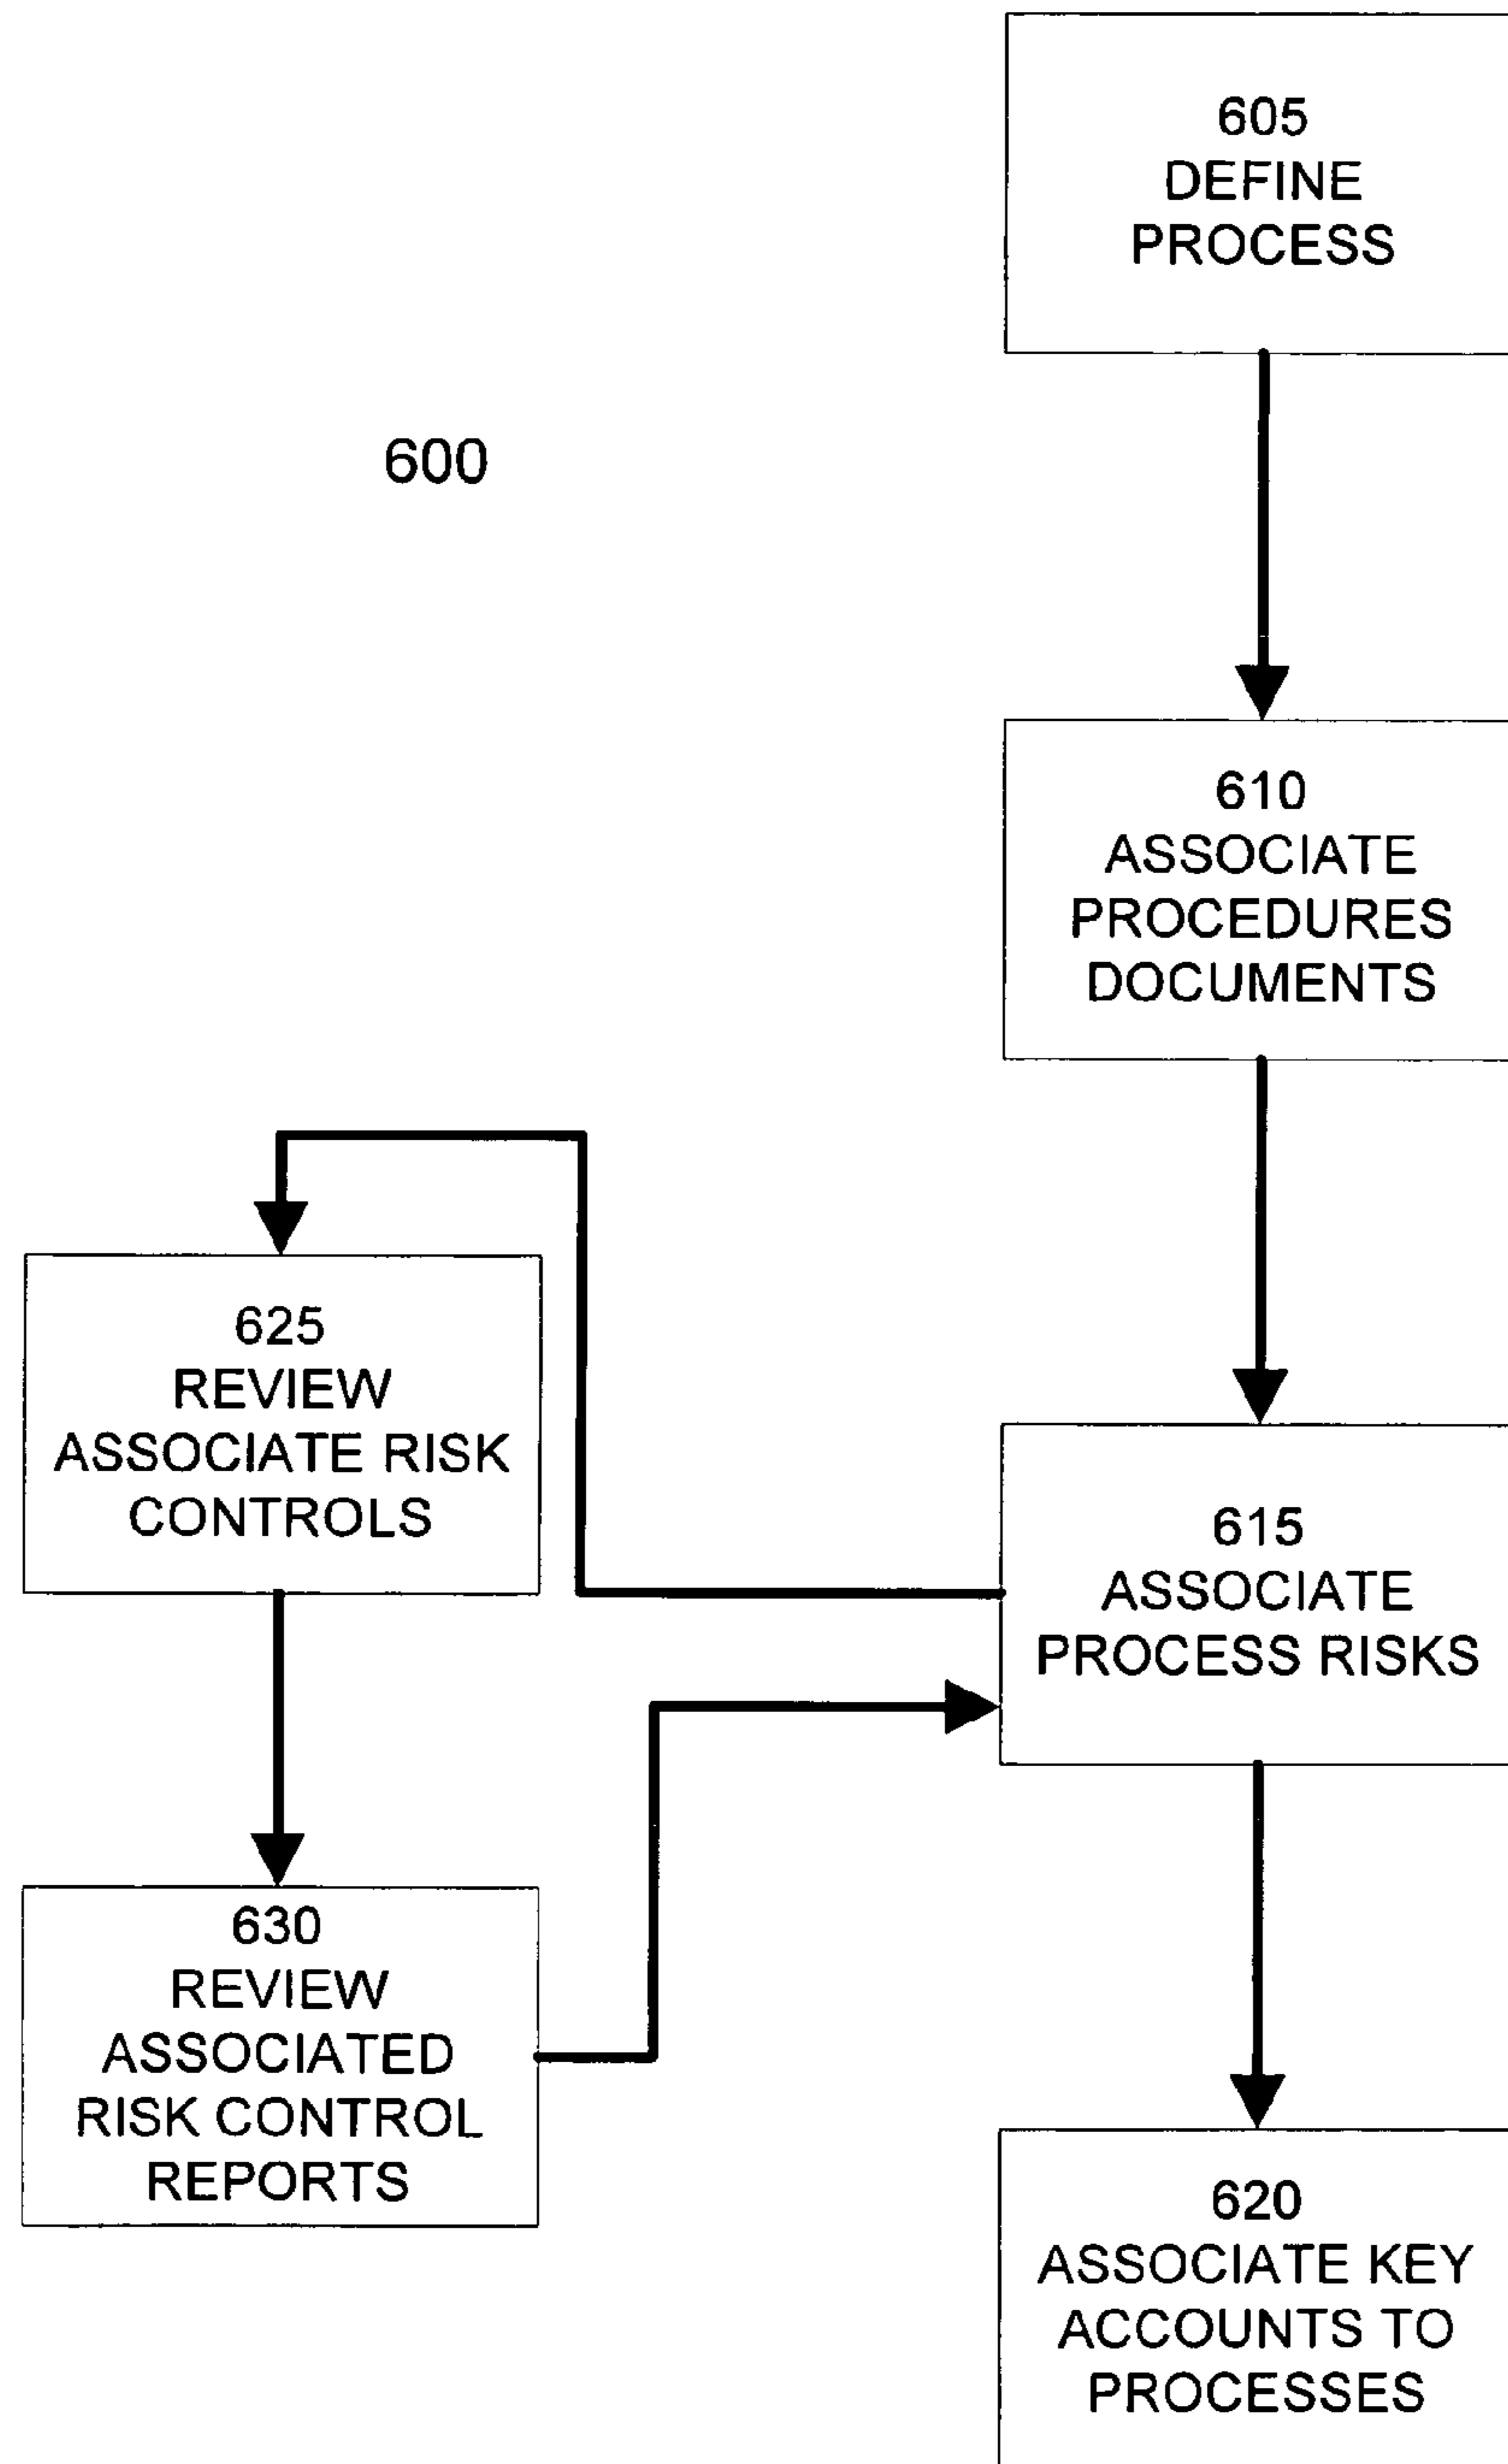 605
DEFINE
PROCESS
600
610
ASSOCIATE
PROCEDURES
DOCUMENTS
625
REVIEW
ASSOCIATE RISK
CONTROLS
615
ASSOCIATE
PROCESS RISKS
630
REVIEW
ASSOCIATED
RISK CONTROL
REPORTS
620
ASSOCIATE KEY
ACCOUNTS TO
PROCESSES